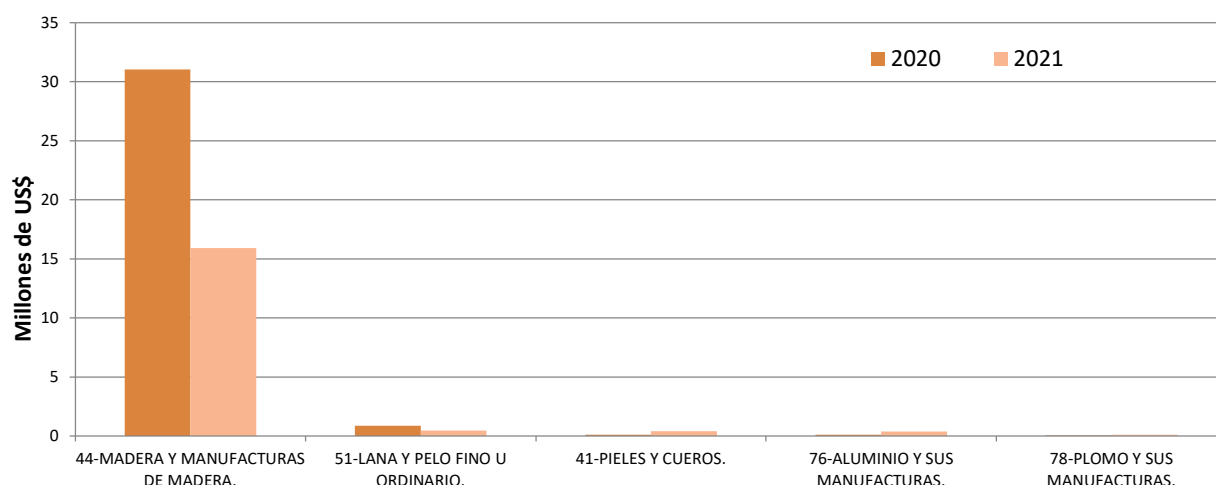 35
30
25
20
15
10
5
0
Millones de US$
2020
2021
44-MADERA Y MANUFACTURAS
DE MADERA.
51-LANA Y PELO FINO U
ORDINARIO.
41-PIELES Y CUEROS.
76-ALUMINIO Y SUS
MANUFACTURAS.
78-PLOMO Y SUS
MANUFACTURAS.